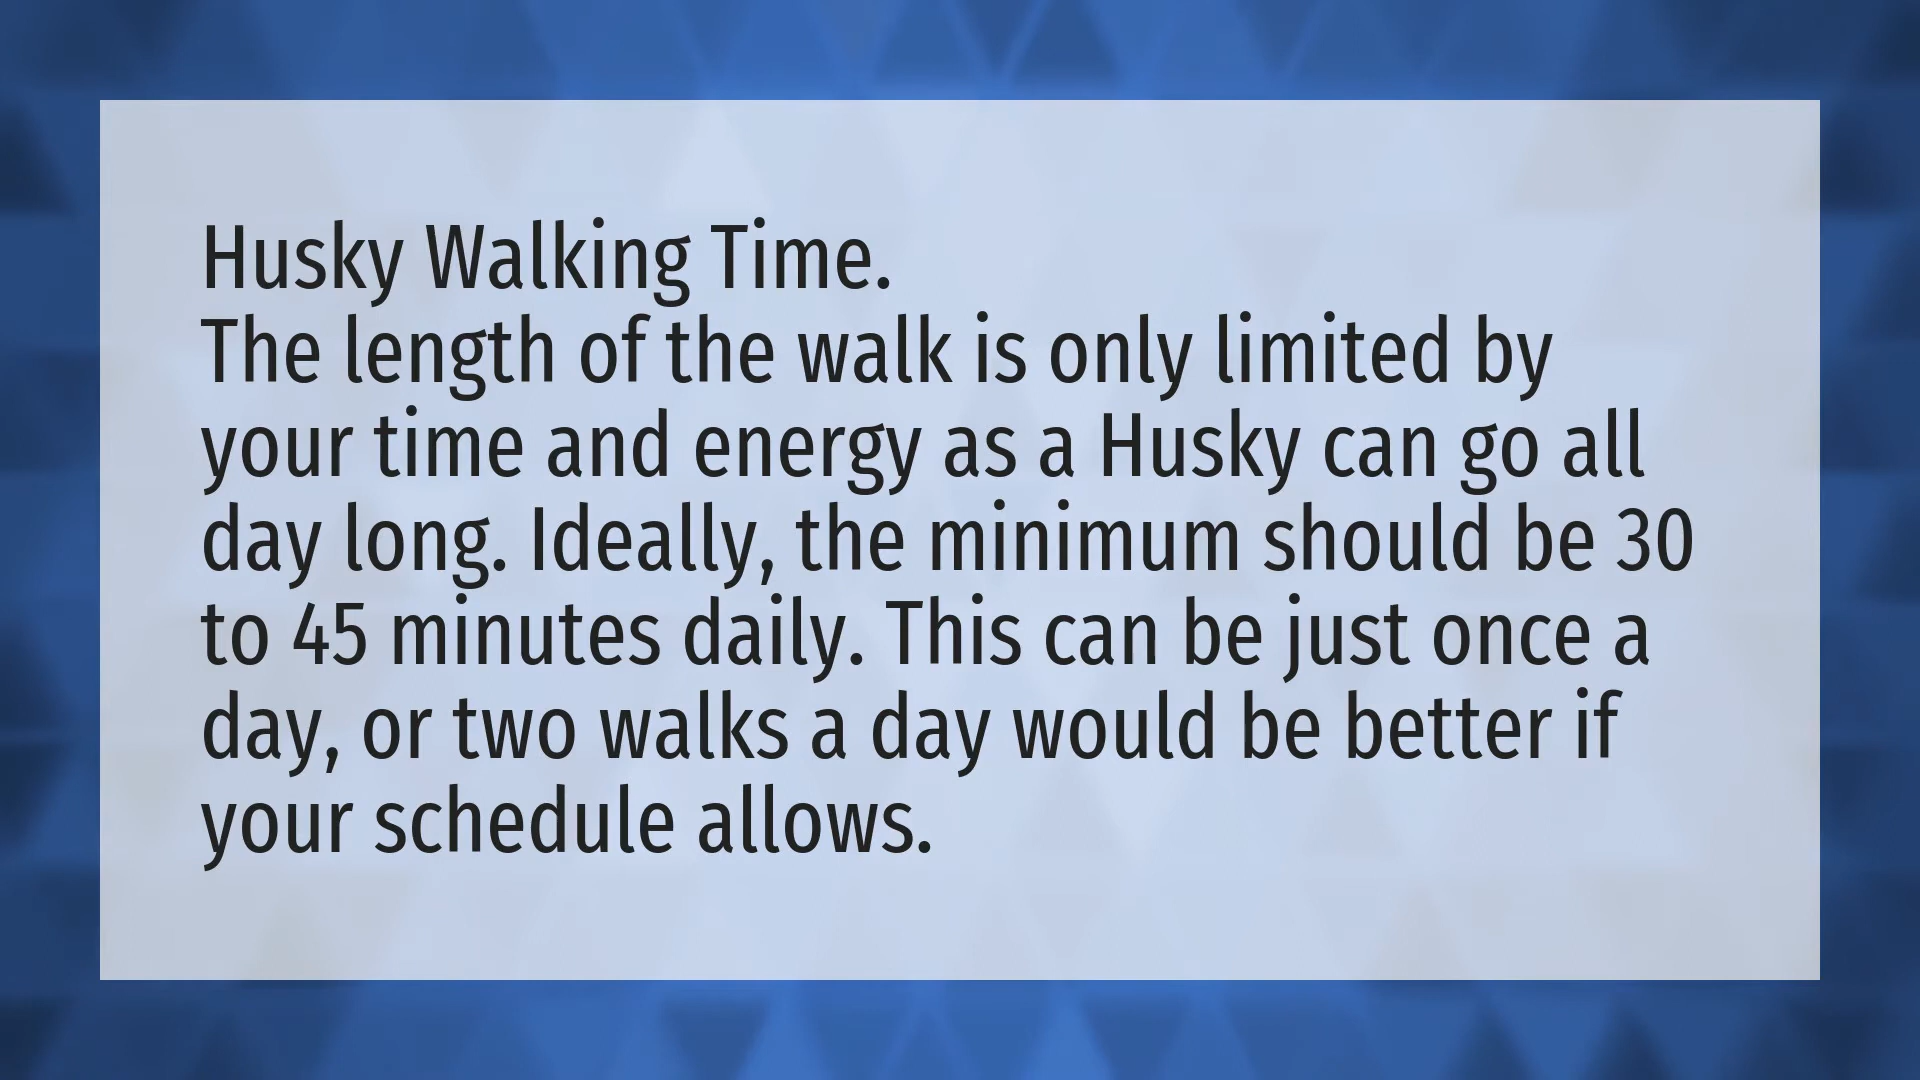 Husky Walking Time.
The length of the walk is only limited by
your time and energy as a Husky can go all
day long. Ideally, the minimum should be 30
to 45 minutes daily. This can be just once a
day, or two walks a day would be better if
your schedule allows.